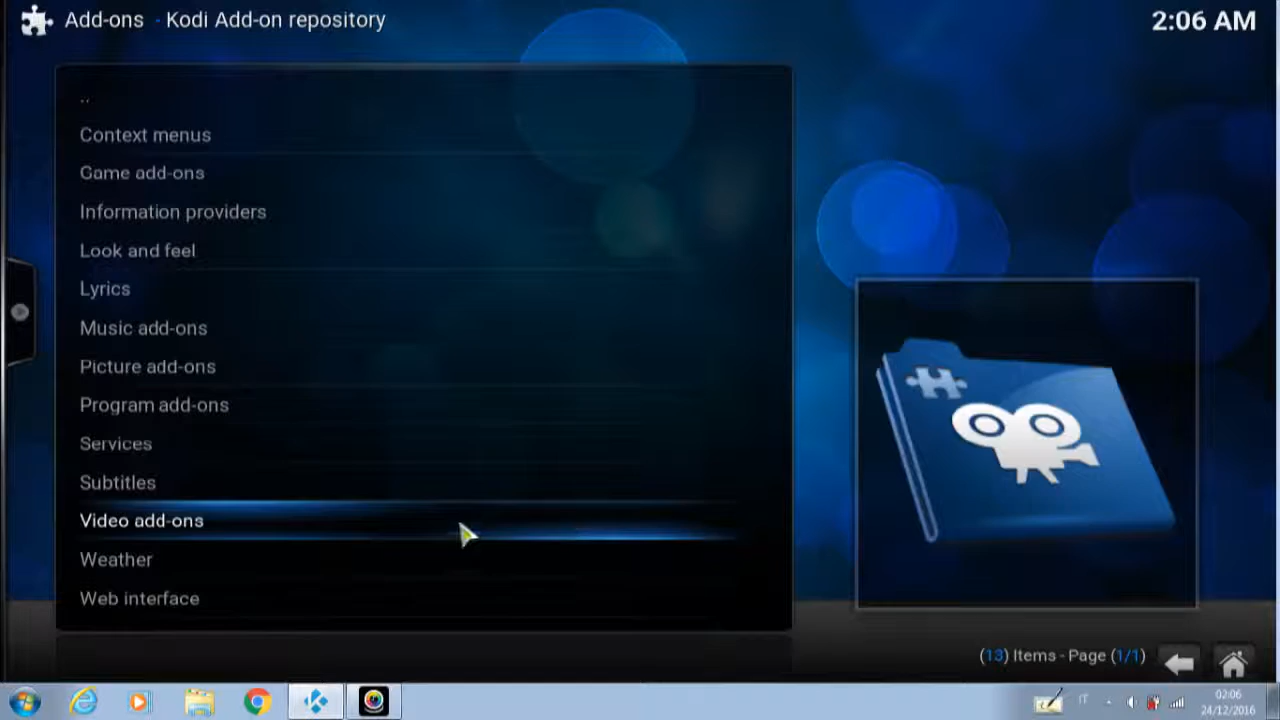 Add-ons - Kodi Add-on repository
2:06 AM
..
Context menus
Game add-ons
Information providers
Look and feel
Lyrics
Music add-ons
Picture add-ons
Program add-ons
Services
Subtitles
Video add-ons
Weather
Web interface
(13) Items - Page (1/1)
IT
02:06
24/12/2016